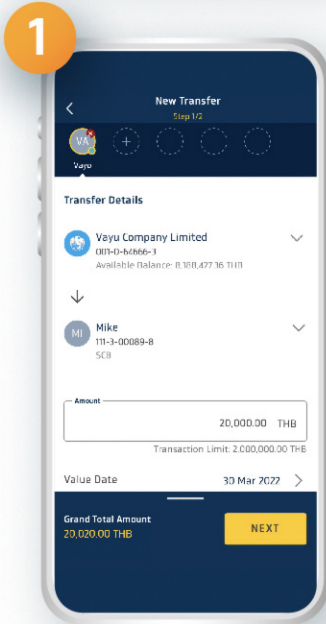 1
New Transfer
Step 1/2
VA
+
Vayu
Transfer Details
Vayu Company Limited
001-0-64666-3
Available Balance: 8,188,427.36 THB
MI
Mike
111-3-00089-8
SCB
Amount
20,000.00 THB
Transaction Limit: 2,000,000.00 THB
Value Date 30 Mar 2022
Grand Total Amount
20,020.00 THB
NEXT